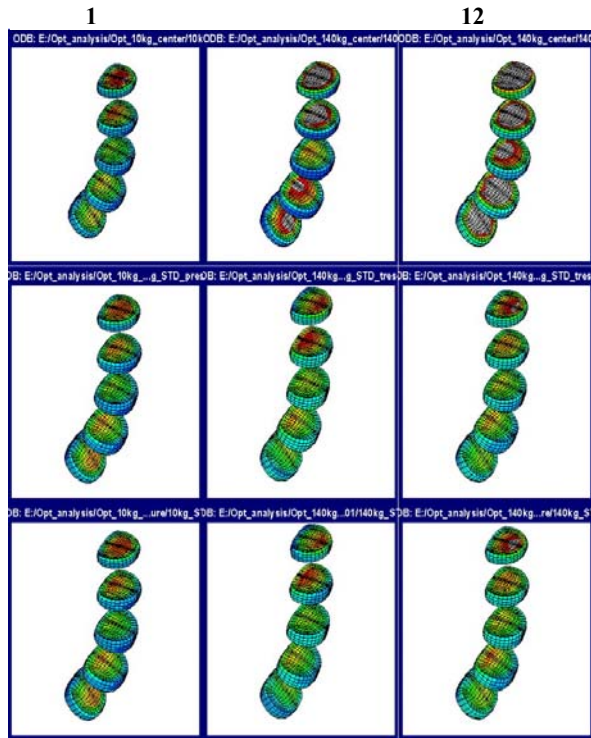 1 12
ODB: E:/Opt_analysis/Opt_10kg_center/10k ODB: E:/Opt_analysis/Opt_140kg_center/140 ODB: E:/Opt_analysis/Opt_140kg_center/140
DB: E:/Opt_analysis/Opt_10kg_...g_STD_pres DB: E:/Opt_analysis/Opt_140kg...g_STD_tres DB: E:/Opt_analysis/Opt_140kg...g_STD_tres
DB: E:/Opt_analysis/Opt_10kg_...ure/10kg_S DB: E:/Opt_analysis/Opt_140kg...01/140kg_S DB: E:/Opt_analysis/Opt_140kg...re/140kg_S